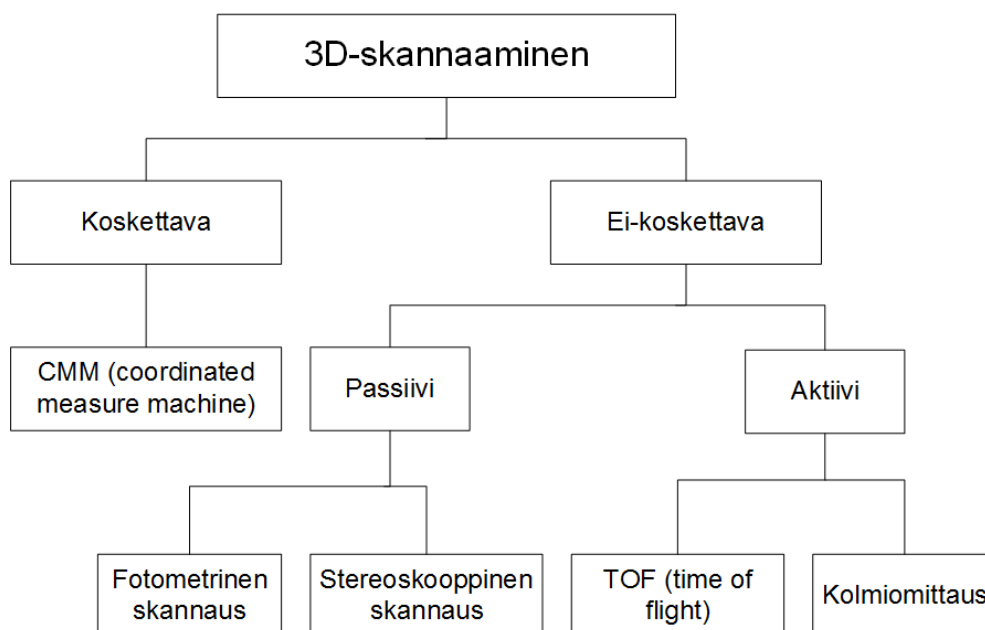 3D-skannaaminen
Koskettava
Ei-koskettava
CMM (coordinated
measure machine)
Passiivi
Aktiivi
Fotometrinen
skannaus
Stereoskooppinen
skannaus
TOF (time of
flight)
Kolmiomittaus